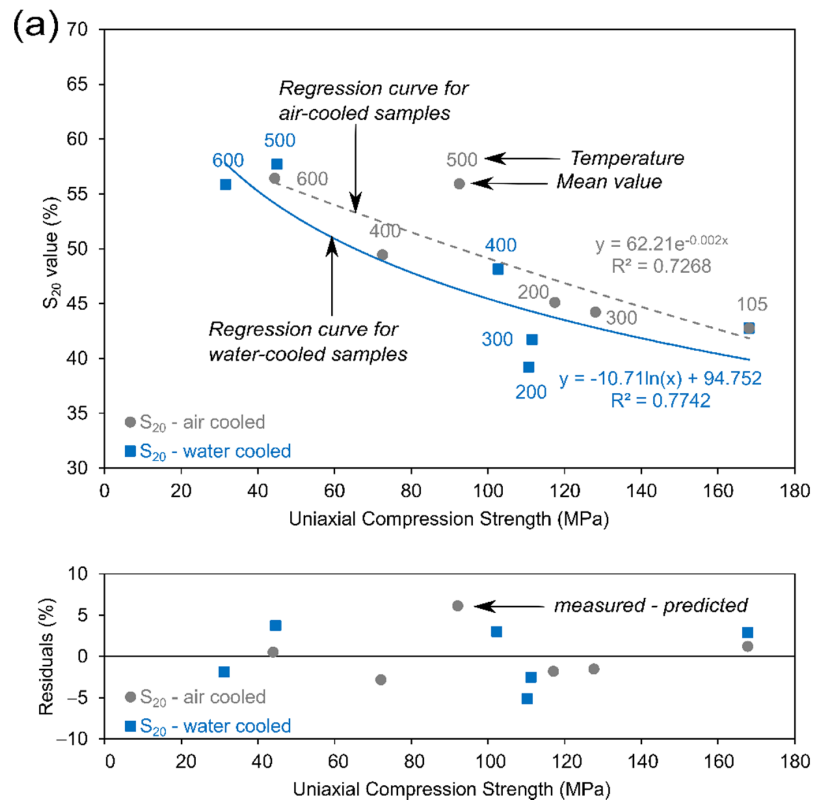 (a)
70
65
60
55
50
45
40
35
30
S20 value (%)
Regression curve for
air-cooled samples
500
Temperature
Mean value
600
500
600
400
400
y = 62.21e-0.002x
R² = 0.7268
200
300
105
Regression curve for
water-cooled samples
300
200
y = -10.71ln(x) + 94.752
R² = 0.7742
S20 - air cooled
S20 - water cooled
0 20 40 60 80 100 120 140 160 180
Uniaxial Compression Strength (MPa)
10
5
0
−5
−10
Residuals (%)
measured - predicted
S20 - air cooled
S20 - water cooled
0 20 40 60 80 100 120 140 160 180
Uniaxial Compression Strength (MPa)